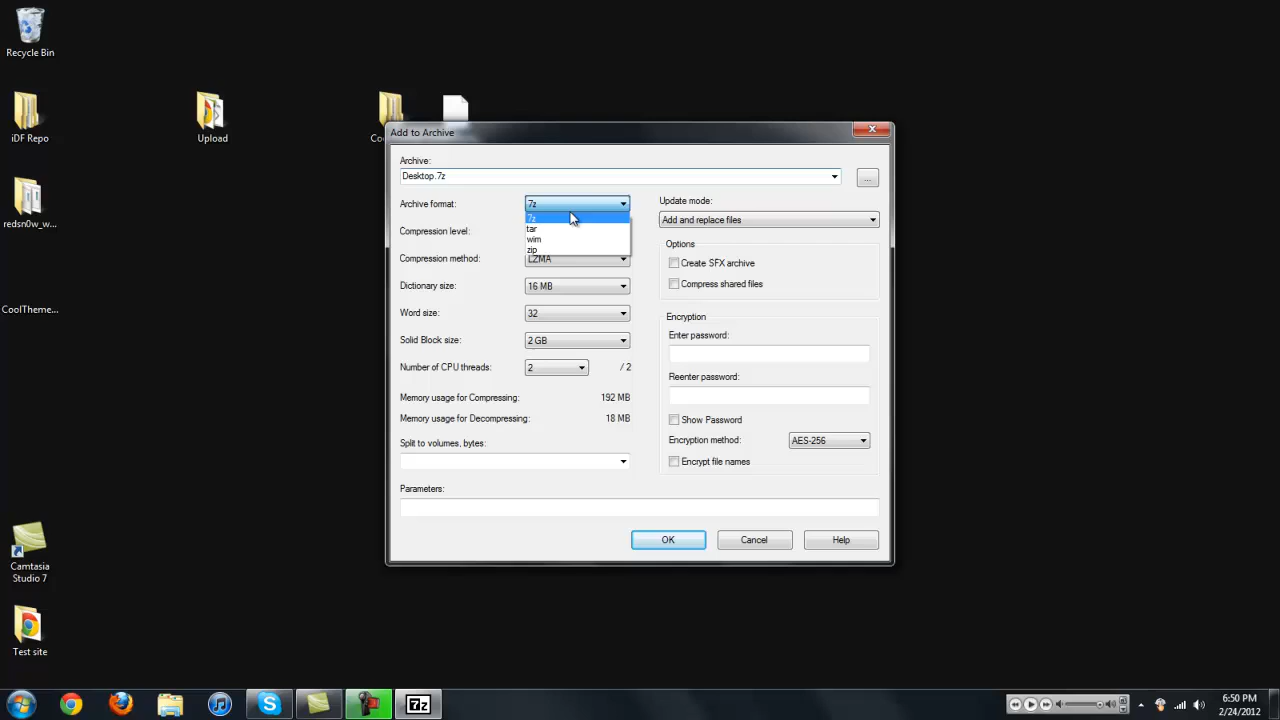 Recycle Bin
iDF Repo
Upload
Coo
redsn0w_w...
CoolTheme...
Camtasia
Studio 7
Test site
Add to Archive
Archive:
Desktop.7z
...
Archive format:
7z
7z
tar
wim
zip
Compression level:
Compression method:
LZMA
Dictionary size:
16 MB
Word size:
32
Solid Block size:
2 GB
Number of CPU threads:
2
/ 2
Memory usage for Compressing:
192 MB
Memory usage for Decompressing:
18 MB
Split to volumes, bytes:
Parameters:
Update mode:
Add and replace files
Options
Create SFX archive
Compress shared files
Encryption
Enter password:
Reenter password:
Show Password
Encryption method:
AES-256
Encrypt file names
OK
Cancel
Help
7z
6:50 PM
2/24/2012